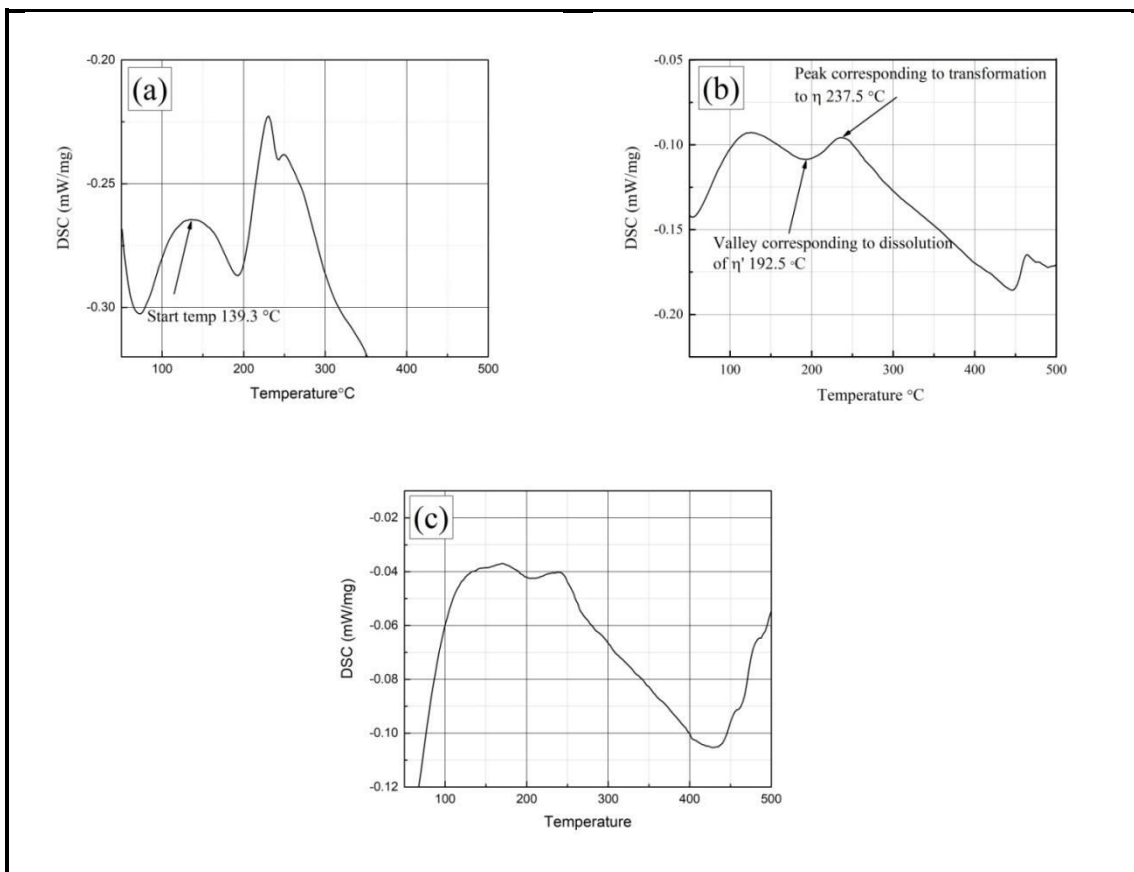 (a)
-0.20
-0.25
-0.30
DSC (mW/mg)
Start temp 139.3 °C
100 200 300 400 500
Temperature°C
(b)
-0.05
-0.10
-0.15
-0.20
DSC (mW/mg)
Peak corresponding to transformation
to η 237.5 °C
Valley corresponding to dissolution
of η' 192.5 °C
100 200 300 400 500
Temperature °C
(c)
-0.02
-0.04
-0.06
-0.08
-0.10
-0.12
DSC (mW/mg)
100 200 300 400 500
Temperature